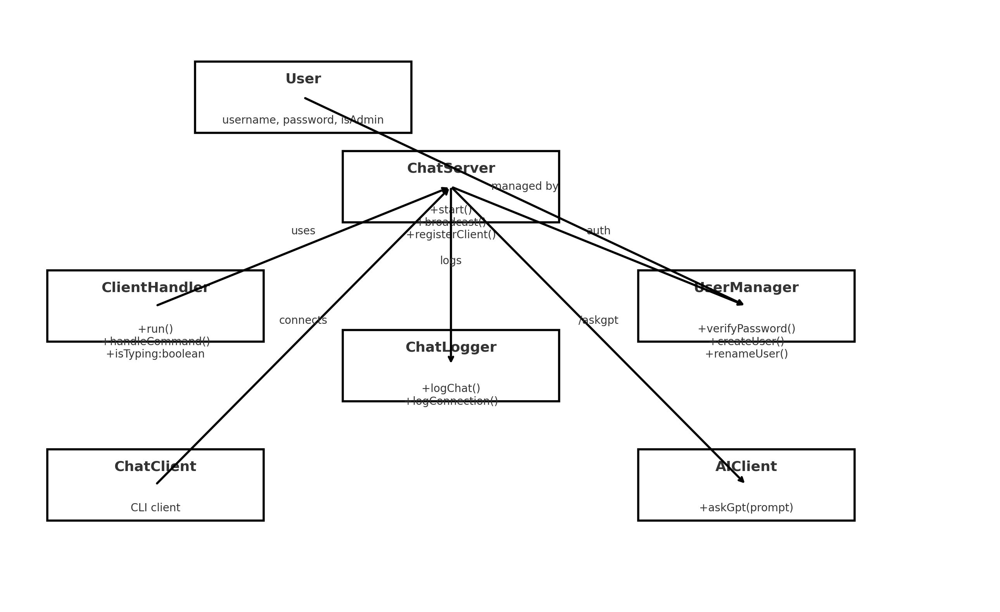 User
username, password, isAdmin
ChatServer
managed by
+start()
+broadcast()
+registerClient()
uses
auth
logs
ClientHandler
+run()
+handleCommand()
+isTyping:boolean
UserManager
+verifyPassword()
+createUser()
+renameUser()
connects
/askgpt
ChatLogger
+logChat()
+logConnection()
ChatClient
CLI client
AIClient
+askGpt(prompt)